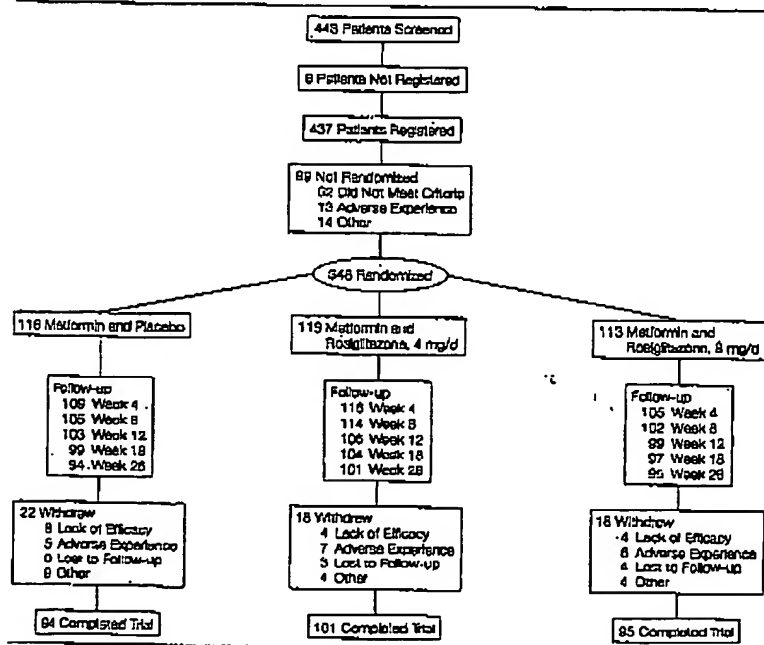 443 Patients Screened
6 Patients Not Registered
437 Patients Registered
89 Not Randomized
62 Did Not Meet Criteria
13 Adverse Experience
14 Other
348 Randomized
116 Metformin and Placebo
Follow-up
109 Week 4
105 Week 8
103 Week 12
99 Week 18
94 Week 26
22 Withdrew
8 Lack of Efficacy
5 Adverse Experience
0 Lost to Follow-up
9 Other
94 Completed Trial
119 Metformin and
Rosiglitazone, 4 mg/d
Follow-up
116 Week 4
114 Week 8
106 Week 12
104 Week 18
101 Week 26
18 Withdrew
4 Lack of Efficacy
7 Adverse Experience
3 Lost to Follow-up
4 Other
101 Completed Trial
113 Metformin and
Rosiglitazone, 8 mg/d
Follow-up
105 Week 4
102 Week 8
99 Week 12
97 Week 18
95 Week 26
18 Withdrew
4 Lack of Efficacy
6 Adverse Experience
4 Lost to Follow-up
4 Other
95 Completed Trial